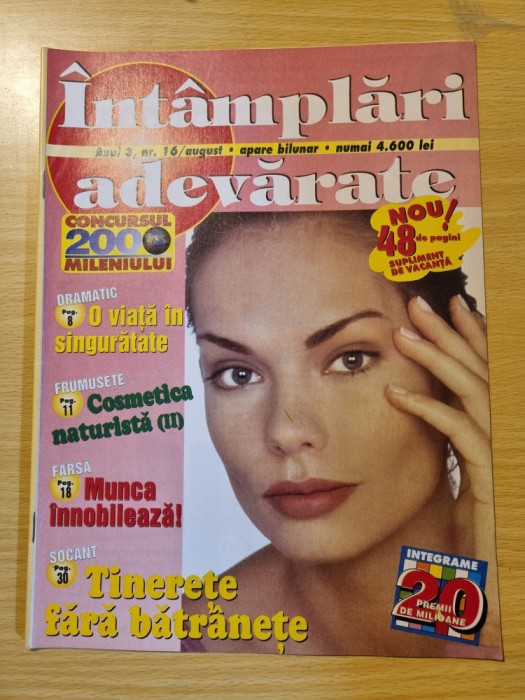 Întâmplări
Anul 3, nr. 16/august • apare bilunar • numai 4.600 lei
adevărate
CONCURSUL
2000
MILENIULUI
NOU!
48 de pagini
SUPLIMENT
DE VACANȚĂ
DRAMATIC
Pag. 8 O viață în
singurătate
FRUMUSEȚE
Pag. 11 Cosmetica
naturistă (II)
FARSA
Pag. 18 Munca
înnobilează!
ȘOCANT
Pag. 30 Tinerețe
fără bătrânețe
INTEGRAME
20
PREMII
DE MILIOANE